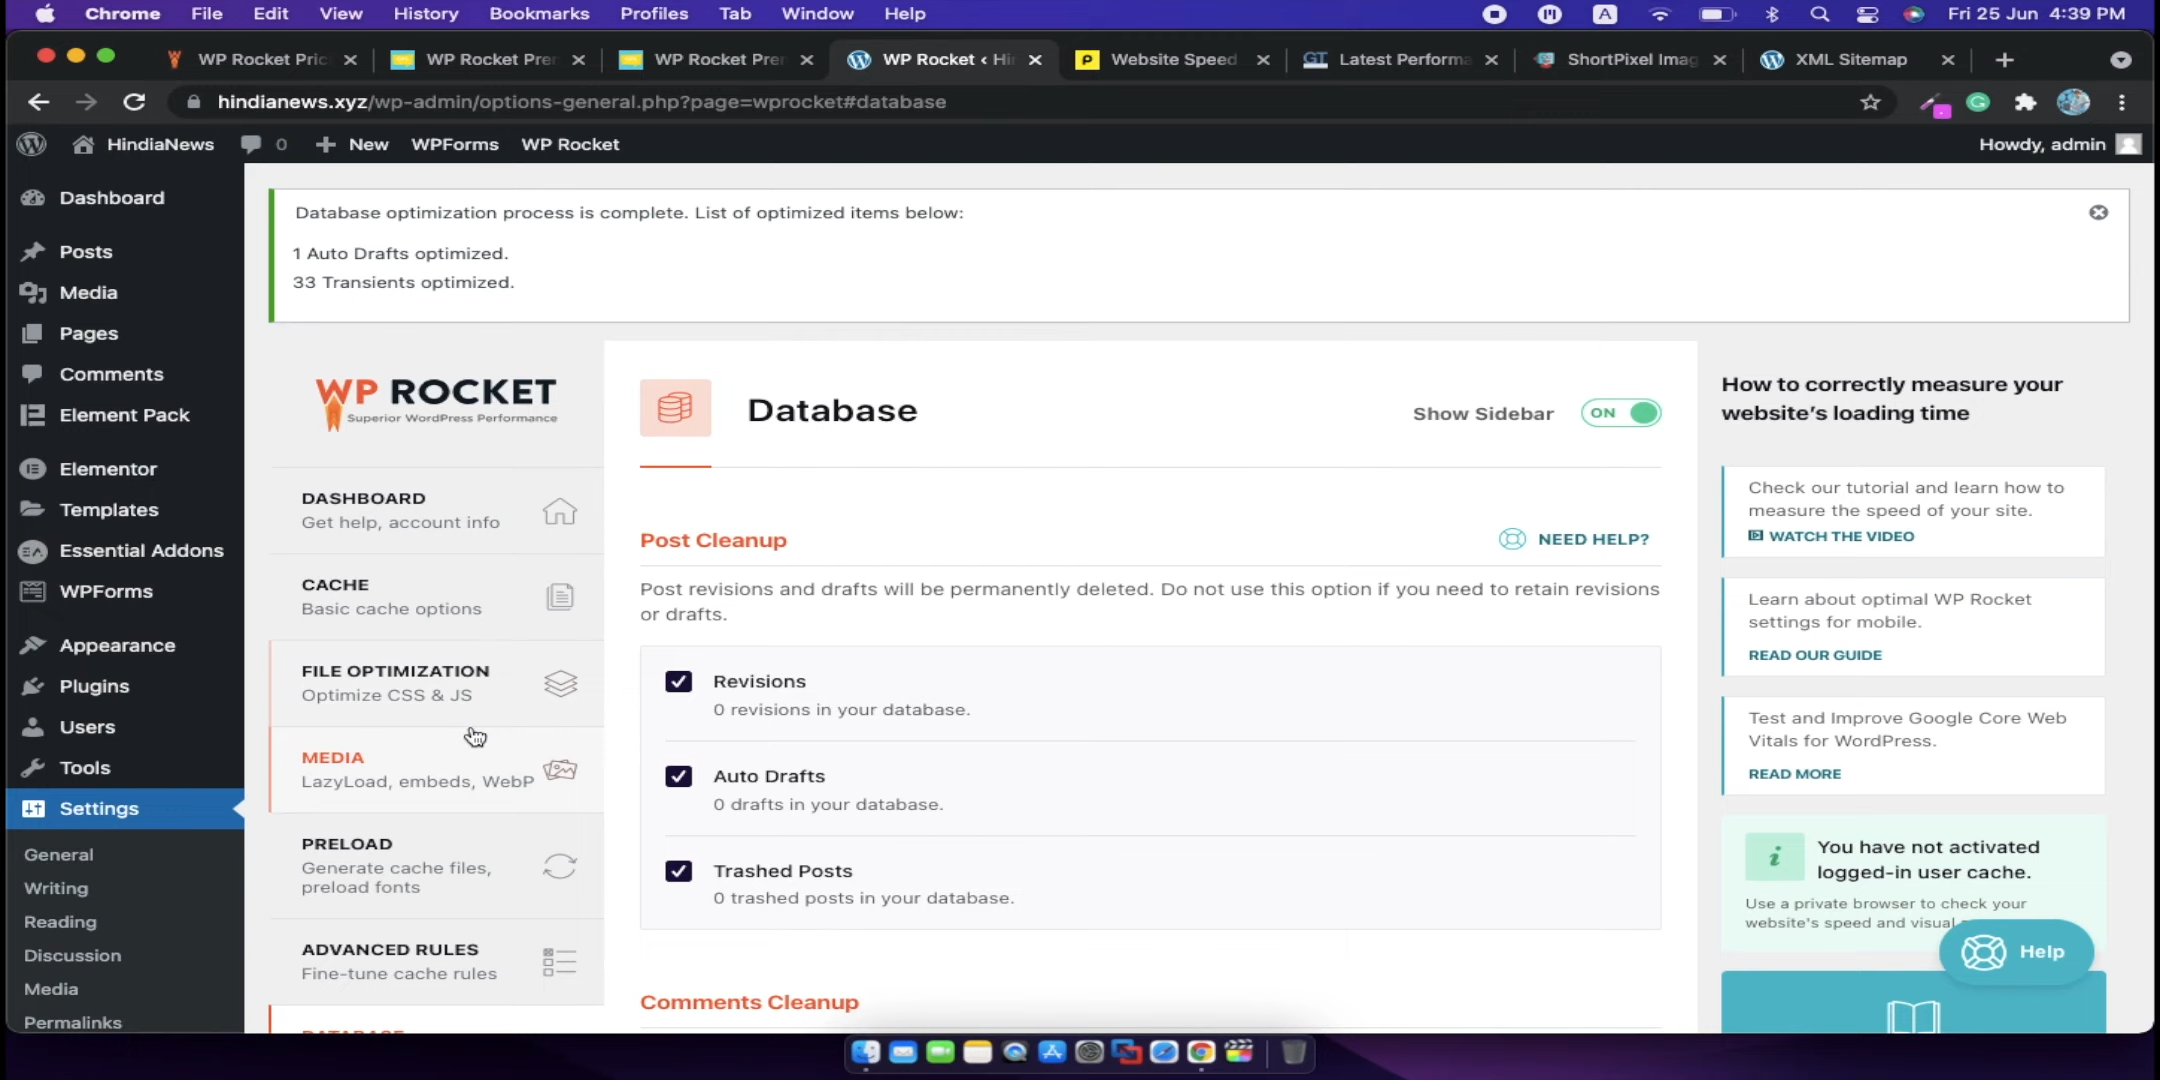 Chrome File Edit View History Bookmarks Profiles Tab Window Help
A
Fri 25 Jun 4:39 PM
WP Rocket Pric
WP Rocket Prer
WP Rocket Prer
WP Rocket ‹ Hi
Website Speed
Latest Performa
ShortPixel Imag
XML Sitemap
hindianews.xyz/wp-admin/options-general.php?page=wprocket#database
HindiaNews 0 New WPForms WP Rocket
Howdy, admin
Dashboard
Posts
Media
Pages
Comments
Element Pack
Elementor
Templates
Essential Addons
WPForms
Appearance
Plugins
Users
Tools
Settings
General
Writing
Reading
Discussion
Media
Permalinks
Database optimization process is complete. List of optimized items below:
1 Auto Drafts optimized.
33 Transients optimized.
WP ROCKET
Superior WordPress Performance
DASHBOARD
Get help, account info
CACHE
Basic cache options
FILE OPTIMIZATION
Optimize CSS & JS
MEDIA
LazyLoad, embeds, WebP
PRELOAD
Generate cache files,
preload fonts
ADVANCED RULES
Fine-tune cache rules
DATABASE
Database
Show Sidebar ON
Post Cleanup
NEED HELP?
Post revisions and drafts will be permanently deleted. Do not use this option if you need to retain revisions
or drafts.
Revisions
0 revisions in your database.
Auto Drafts
0 drafts in your database.
Trashed Posts
0 trashed posts in your database.
Comments Cleanup
How to correctly measure your
website's loading time
Check our tutorial and learn how to
measure the speed of your site.
WATCH THE VIDEO
Learn about optimal WP Rocket
settings for mobile.
READ OUR GUIDE
Test and Improve Google Core Web
Vitals for WordPress.
READ MORE
You have not activated
logged-in user cache.
Use a private browser to check your
website's speed and visual
Help